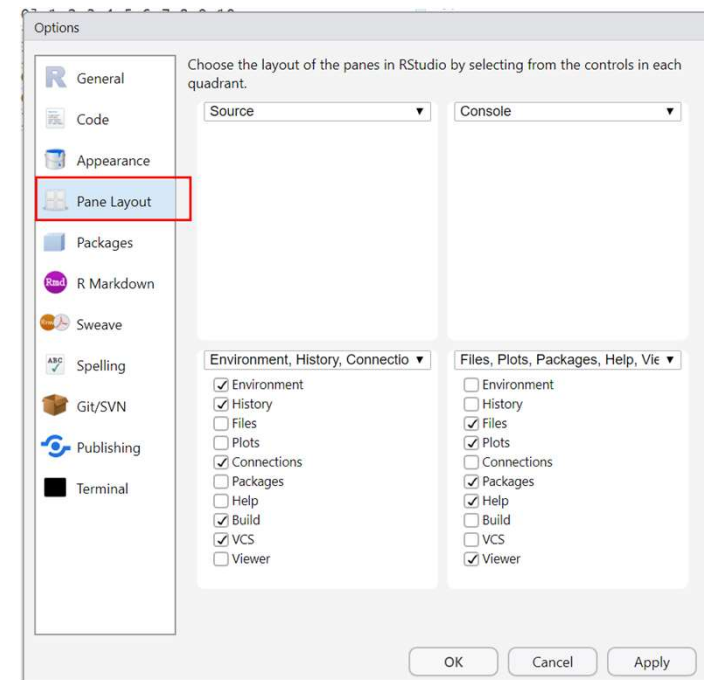 Options
General
Code
Appearance
Pane Layout
Packages
R Markdown
Sweave
Spelling
Git/SVN
Publishing
Terminal
Choose the layout of the panes in RStudio by selecting from the controls in each
quadrant.
Source
Console
Environment, History, Connectio
Environment
History
Files
Plots
Connections
Packages
Help
Build
VCS
Viewer
Files, Plots, Packages, Help, Vie
Environment
History
Files
Plots
Connections
Packages
Help
Build
VCS
Viewer
OK
Cancel
Apply